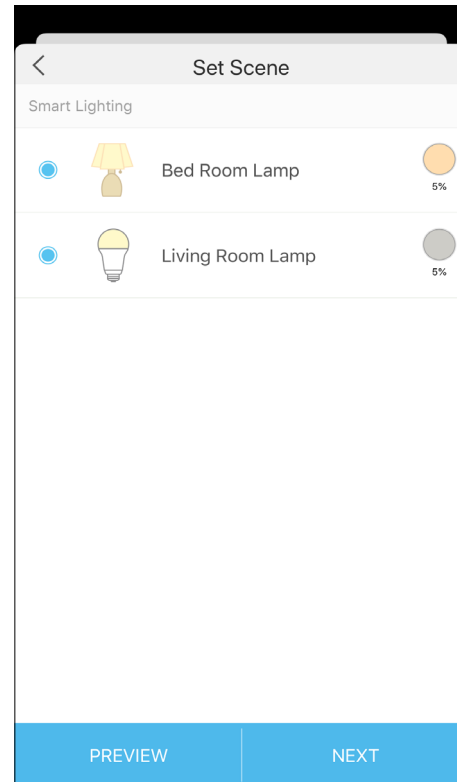 Set Scene
Smart Lighting
Bed Room Lamp
5%
Living Room Lamp
5%
PREVIEW NEXT